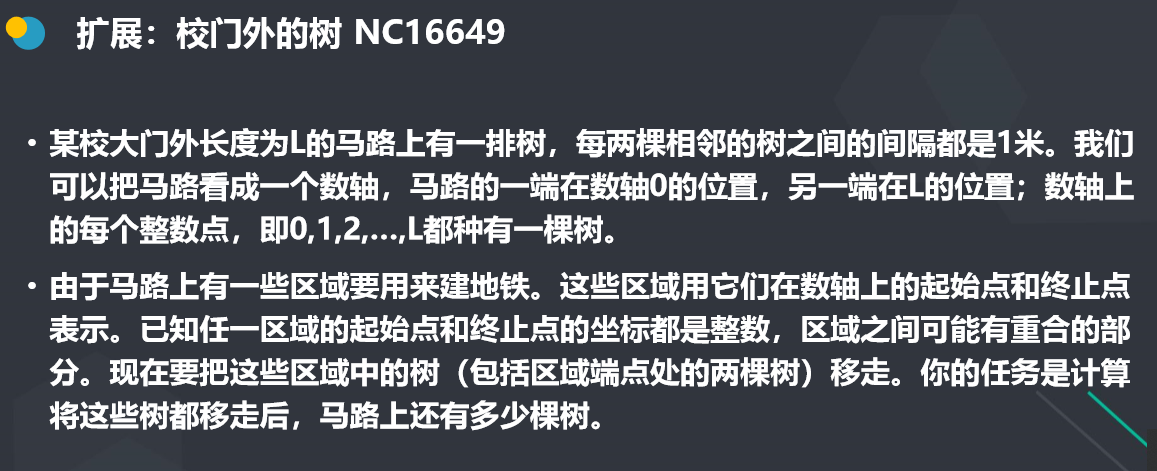 扩展：校门外的树 NC16649
• 某校大门外长度为L的马路上有一排树，每两棵相邻的树之间的间隔都是1米。我们
可以把马路看成一个数轴，马路的一端在数轴0的位置，另一端在L的位置；数轴上
的每个整数点，即0,1,2,…,L都种有一棵树。
• 由于马路上有一些区域要用来建地铁。这些区域用它们在数轴上的起始点和终止点
表示。已知任一区域的起始点和终止点的坐标都是整数，区域之间可能有重合的部
分。现在要把这些区域中的树（包括区域端点处的两棵树）移走。你的任务是计算
将这些树都移走后，马路上还有多少棵树。